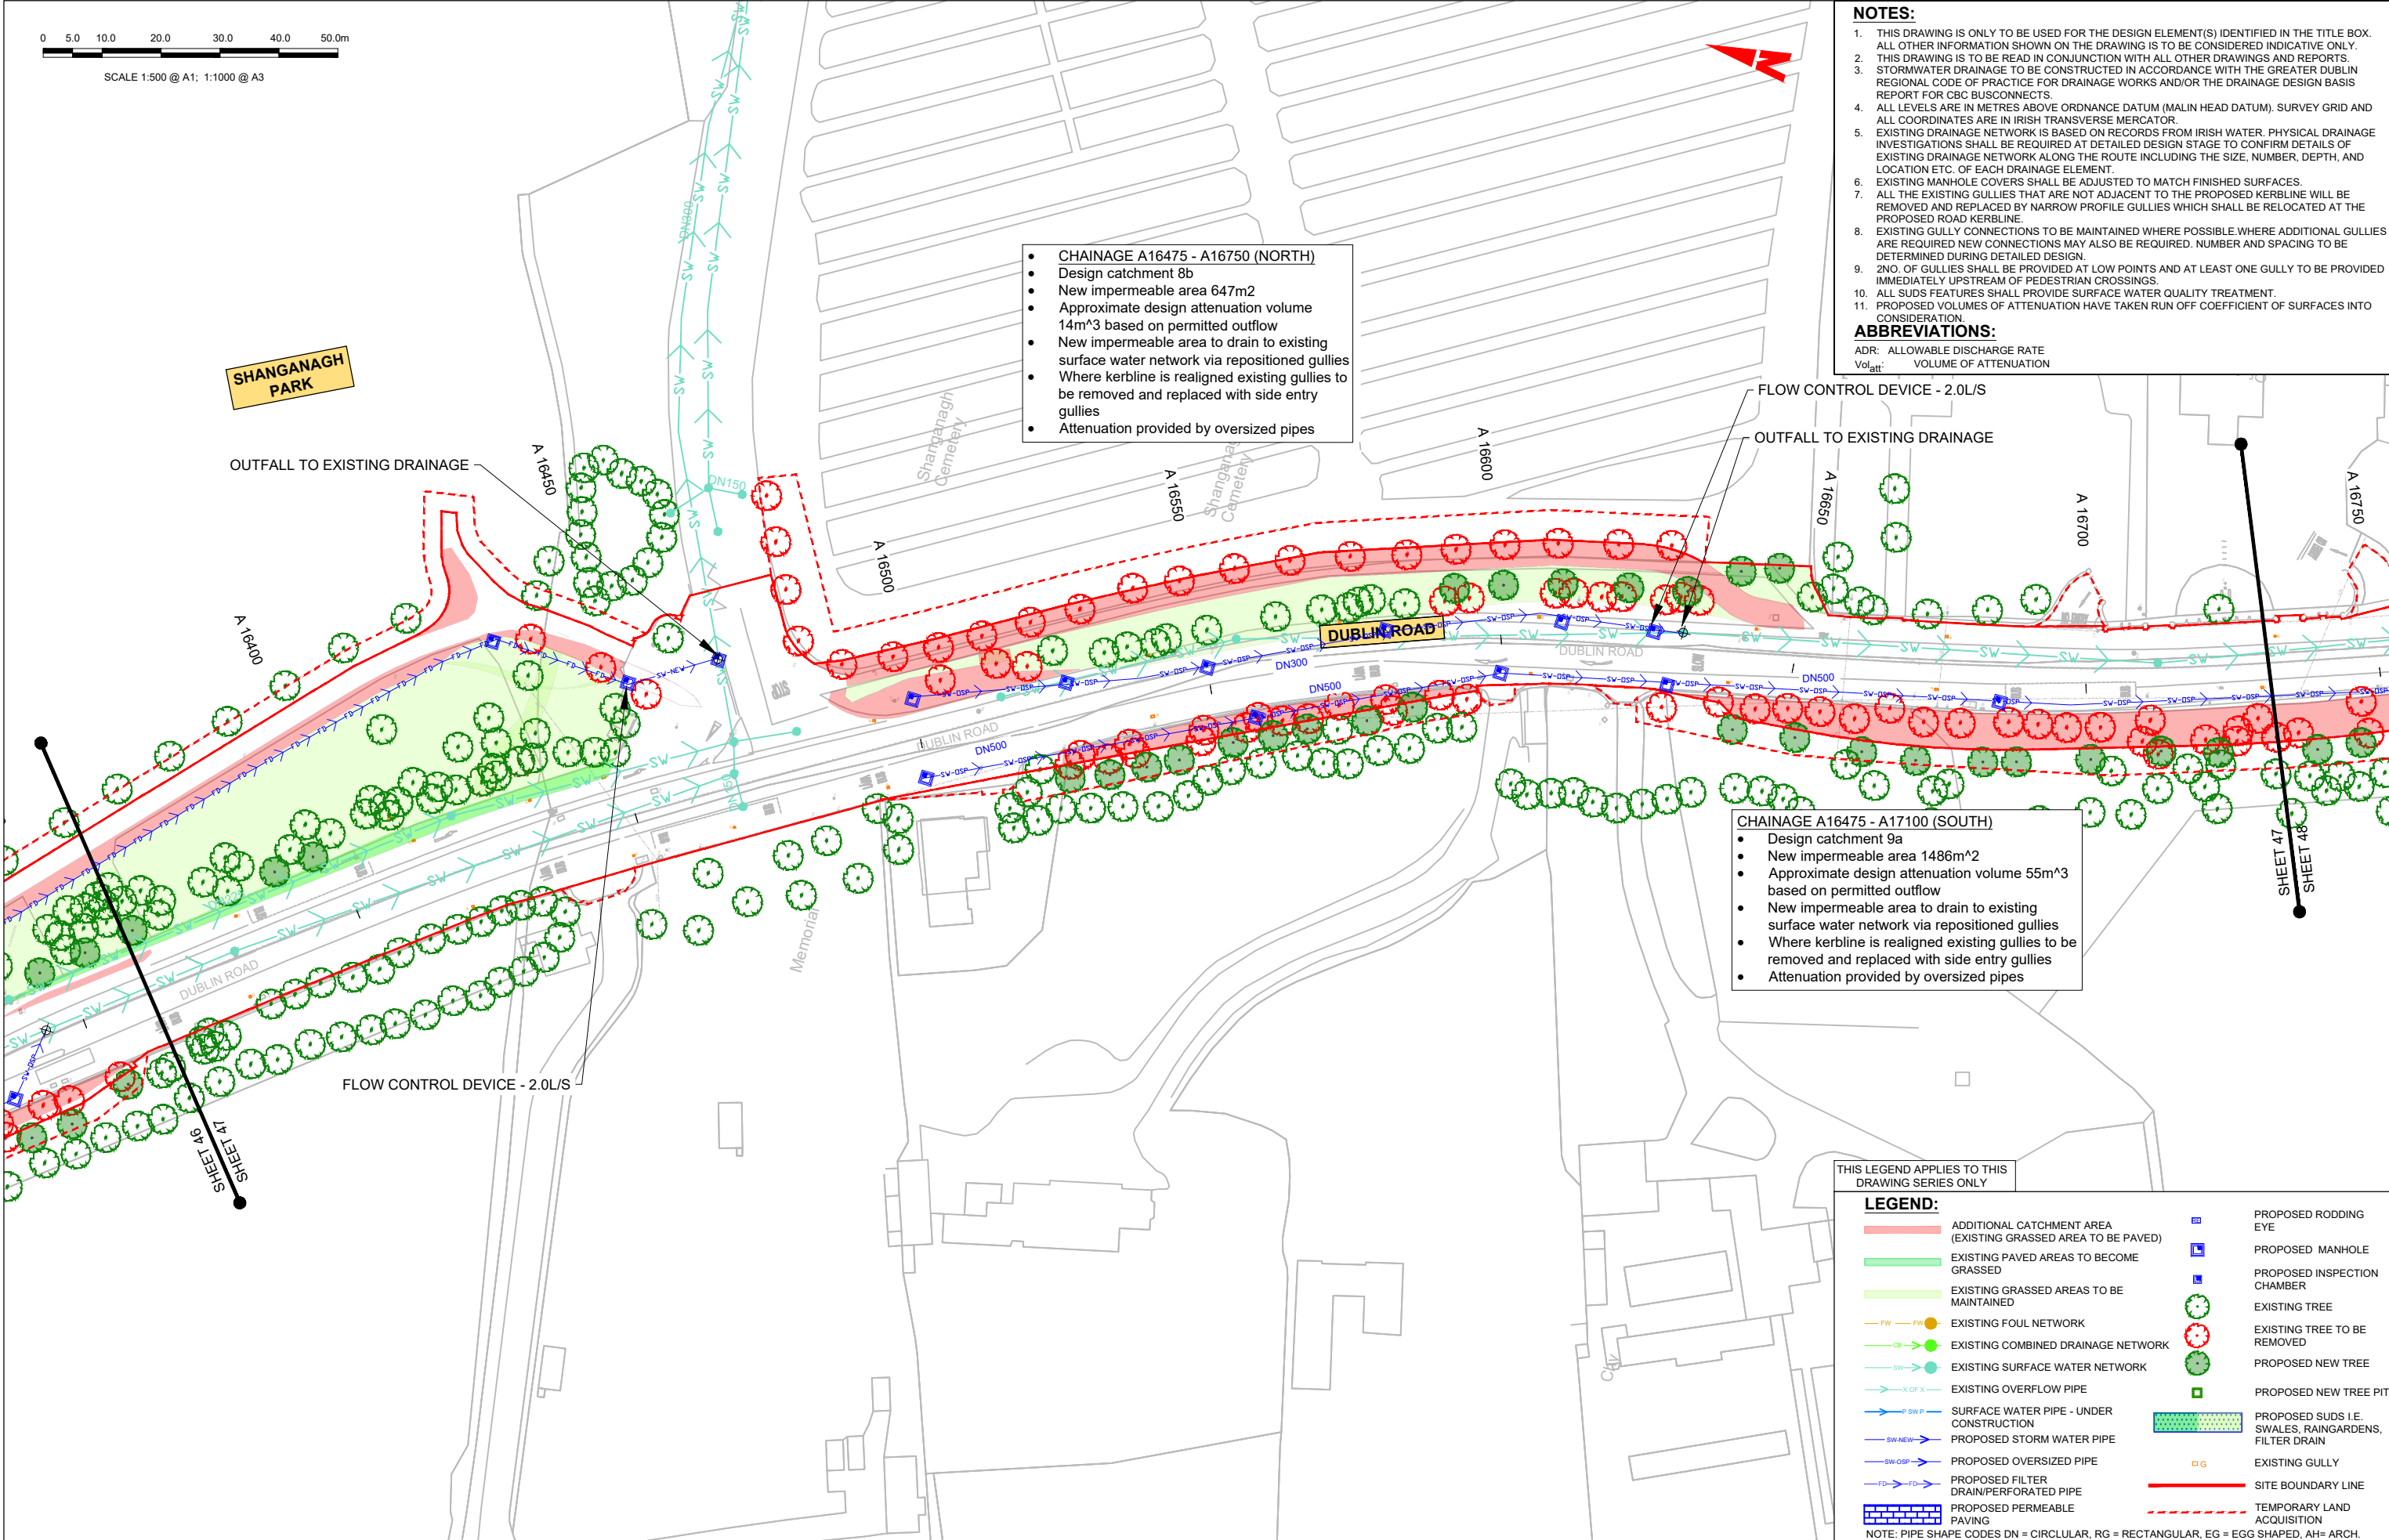 0 5.0 10.0 20.0 30.0 40.0 50.0m
SCALE 1:500 @ A1; 1:1000 @ A3
NOTES:
1. THIS DRAWING IS ONLY TO BE USED FOR THE DESIGN ELEMENT(S) IDENTIFIED IN THE TITLE BOX.
ALL OTHER INFORMATION SHOWN ON THE DRAWING IS TO BE CONSIDERED INDICATIVE ONLY.
2. THIS DRAWING IS TO BE READ IN CONJUNCTION WITH ALL OTHER DRAWINGS AND REPORTS.
3. STORMWATER DRAINAGE TO BE CONSTRUCTED IN ACCORDANCE WITH THE GREATER DUBLIN
REGIONAL CODE OF PRACTICE FOR DRAINAGE WORKS AND/OR THE DRAINAGE DESIGN BASIS
REPORT FOR CBC BUSCONNECTS.
4. ALL LEVELS ARE IN METRES ABOVE ORDNANCE DATUM (MALIN HEAD DATUM). SURVEY GRID AND
ALL COORDINATES ARE IN IRISH TRANSVERSE MERCATOR.
5. EXISTING DRAINAGE NETWORK IS BASED ON RECORDS FROM IRISH WATER. PHYSICAL DRAINAGE
INVESTIGATIONS SHALL BE REQUIRED AT DETAILED DESIGN STAGE TO CONFIRM DETAILS OF
EXISTING DRAINAGE NETWORK ALONG THE ROUTE INCLUDING THE SIZE, NUMBER, DEPTH, AND
LOCATION ETC. OF EACH DRAINAGE ELEMENT.
6. EXISTING MANHOLE COVERS SHALL BE ADJUSTED TO MATCH FINISHED SURFACES.
7. ALL THE EXISTING GULLIES THAT ARE NOT ADJACENT TO THE PROPOSED KERBLINE WILL BE
REMOVED AND REPLACED BY NARROW PROFILE GULLIES WHICH SHALL BE RELOCATED AT THE
PROPOSED ROAD KERBLINE.
8. EXISTING GULLY CONNECTIONS TO BE MAINTAINED WHERE POSSIBLE.WHERE ADDITIONAL GULLIES
ARE REQUIRED NEW CONNECTIONS MAY ALSO BE REQUIRED. NUMBER AND SPACING TO BE
DETERMINED DURING DETAILED DESIGN.
9. 2NO. OF GULLIES SHALL BE PROVIDED AT LOW POINTS AND AT LEAST ONE GULLY TO BE PROVIDED
IMMEDIATELY UPSTREAM OF PEDESTRIAN CROSSINGS.
10. ALL SUDS FEATURES SHALL PROVIDE SURFACE WATER QUALITY TREATMENT.
11. PROPOSED VOLUMES OF ATTENUATION HAVE TAKEN RUN OFF COEFFICIENT OF SURFACES INTO
CONSIDERATION.
ABBREVIATIONS:
ADR: ALLOWABLE DISCHARGE RATE
Volatt: VOLUME OF ATTENUATION
• CHAINAGE A16475 - A16750 (NORTH)
• Design catchment 8b
• New impermeable area 647m2
• Approximate design attenuation volume
14m^3 based on permitted outflow
• New impermeable area to drain to existing
surface water network via repositioned gullies
• Where kerbline is realigned existing gullies to
be removed and replaced with side entry
gullies
• Attenuation provided by oversized pipes
SHANGANAGH
PARK
OUTFALL TO EXISTING DRAINAGE
FLOW CONTROL DEVICE - 2.0L/S
OUTFALL TO EXISTING DRAINAGE
DN300
DN150
Shanganagh
Cemetery
Cemetery
A 16400
A 16450
A 16500
A 16550
A 16600
A 16650
A 16700
A 16750
DUBLIN ROAD
DUBLIN ROAD
DN300
DN500
DN500
DN500
DUBLIN ROAD
STOP
SW-NEW
Memorial
FLOW CONTROL DEVICE - 2.0L/S
SHEET 46
SHEET 47
SHEET 47
SHEET 48
CHAINAGE A16475 - A17100 (SOUTH)
• Design catchment 9a
• New impermeable area 1486m^2
• Approximate design attenuation volume 55m^3
based on permitted outflow
• New impermeable area to drain to existing
surface water network via repositioned gullies
• Where kerbline is realigned existing gullies to be
removed and replaced with side entry gullies
• Attenuation provided by oversized pipes
THIS LEGEND APPLIES TO THIS
DRAWING SERIES ONLY
LEGEND:
ADDITIONAL CATCHMENT AREA
(EXISTING GRASSED AREA TO BE PAVED)
EXISTING PAVED AREAS TO BECOME
GRASSED
EXISTING GRASSED AREAS TO BE
MAINTAINED
FW FW EXISTING FOUL NETWORK
CB EXISTING COMBINED DRAINAGE NETWORK
SW EXISTING SURFACE WATER NETWORK
X OF X EXISTING OVERFLOW PIPE
P SW P SURFACE WATER PIPE - UNDER
CONSTRUCTION
SW-NEW PROPOSED STORM WATER PIPE
SW-OSP PROPOSED OVERSIZED PIPE
FD FD PROPOSED FILTER
DRAIN/PERFORATED PIPE
PROPOSED PERMEABLE
PAVING
PROPOSED RODDING
EYE
PROPOSED MANHOLE
PROPOSED INSPECTION
CHAMBER
EXISTING TREE
EXISTING TREE TO BE
REMOVED
PROPOSED NEW TREE
PROPOSED NEW TREE PIT
PROPOSED SUDS I.E.
SWALES, RAINGARDENS,
FILTER DRAIN
G EXISTING GULLY
SITE BOUNDARY LINE
TEMPORARY LAND
ACQUISITION
NOTE: PIPE SHAPE CODES DN = CIRCLULAR, RG = RECTANGULAR, EG = EGG SHAPED, AH= ARCH.